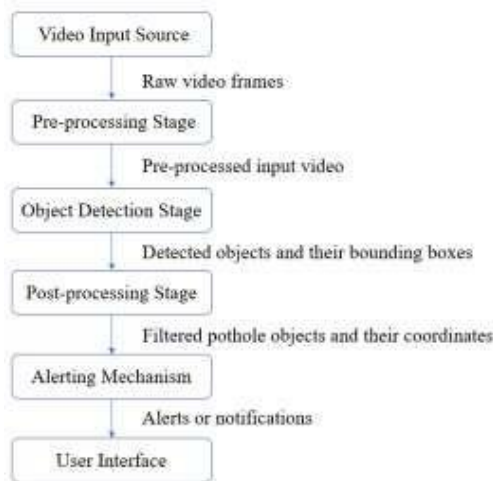 Video Input Source
Raw video frames
Pre-processing Stage
Pre-processed input video
Object Detection Stage
Detected objects and their bounding boxes
Post-processing Stage
Filtered pothole objects and their coordinates
Alerting Mechanism
Alerts or notifications
User Interface